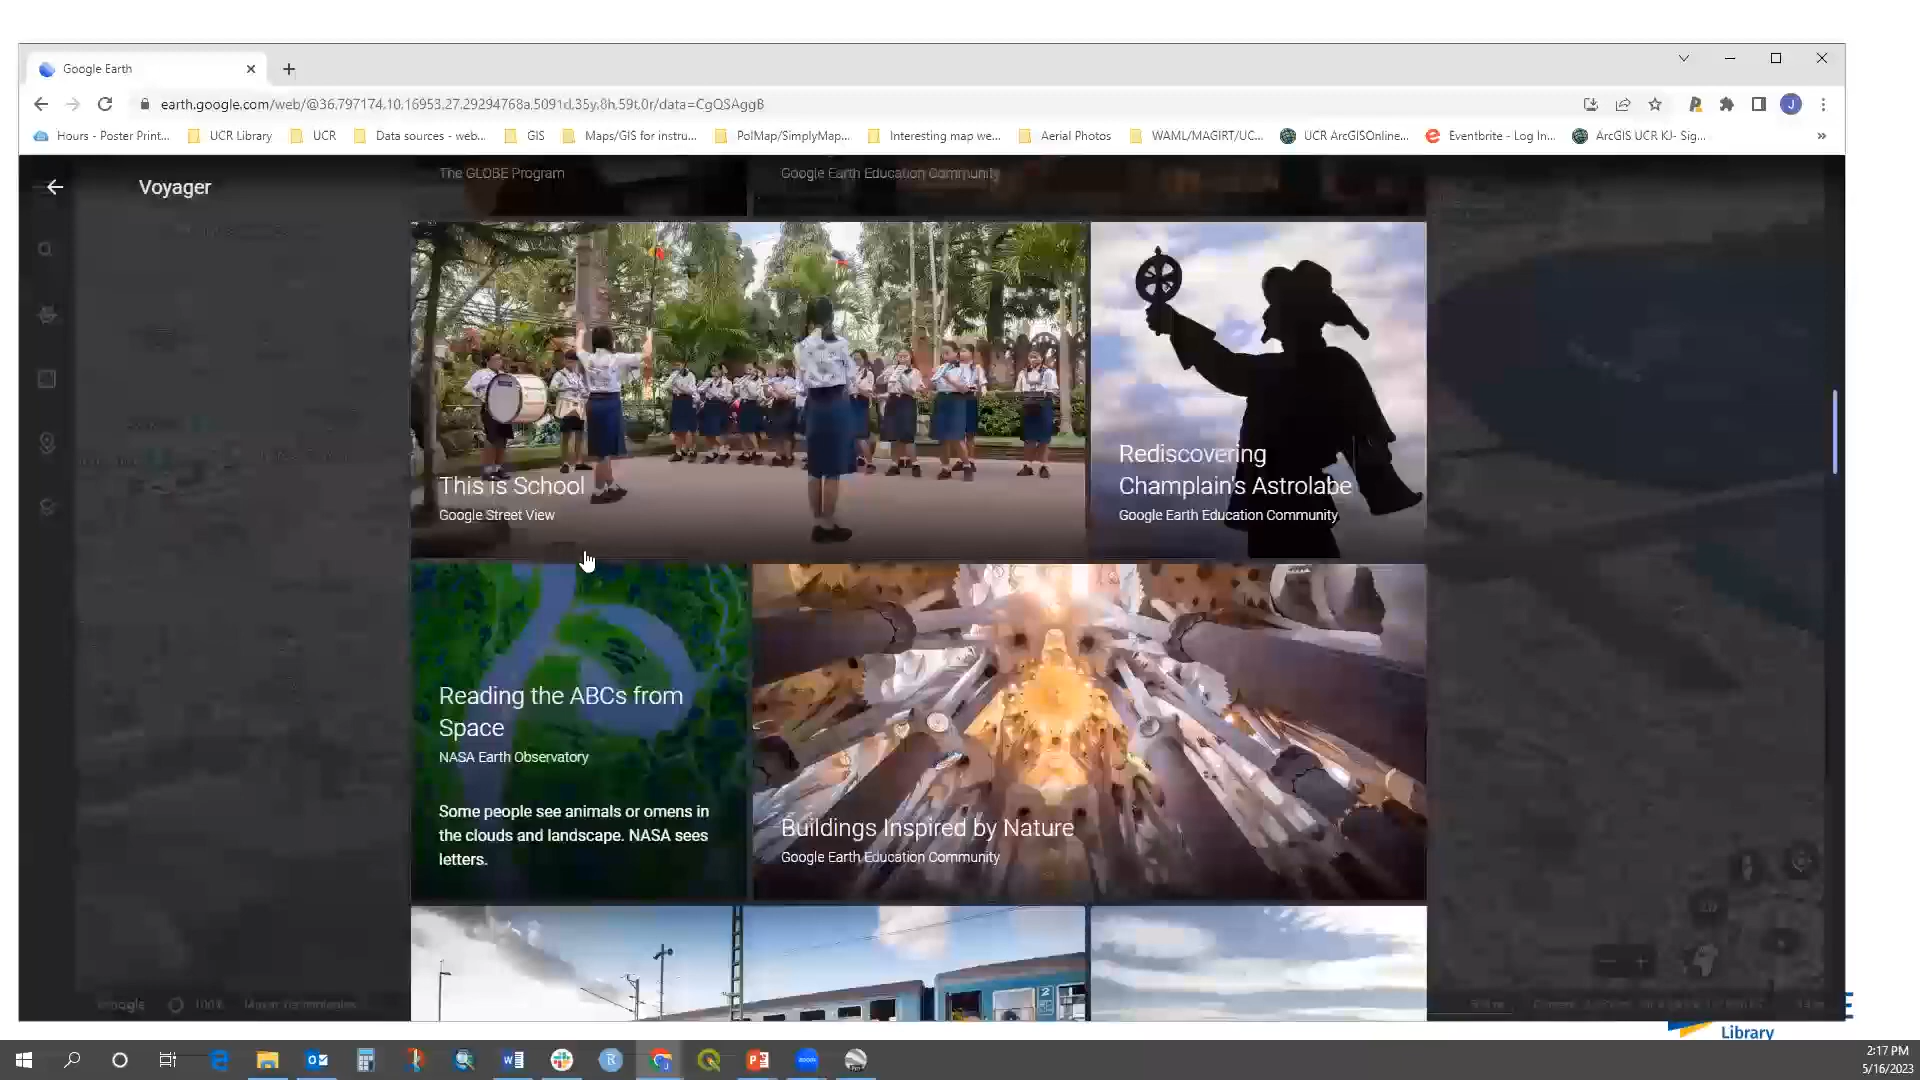 Google Earth
earth.google.com/web/@36.797174,10.16953,27.29294768a,5091d,35y,8h,59t,0r/data=CgQSAggB
J
Hours - Poster Print...
UCR Library
UCR
Data sources - web...
GIS
Maps/GIS for instru...
PolMap/SimplyMap...
Interesting map we...
Aerial Photos
WAML/MAGIRT/UC...
UCR ArcGISOnline...
Eventbrite - Log In...
ArcGIS UCR KJ- Sig...
Voyager
The GLOBE Program
Google Earth Education Community
This is School
Google Street View
Rediscovering
Champlain's Astrolabe
Google Earth Education Community
Reading the ABCs from
Space
NASA Earth Observatory
Some people see animals or omens in
the clouds and landscape. NASA sees
letters.
Buildings Inspired by Nature
Google Earth Education Community
2
Google
100%
E
Library
2:17 PM
5/16/2023